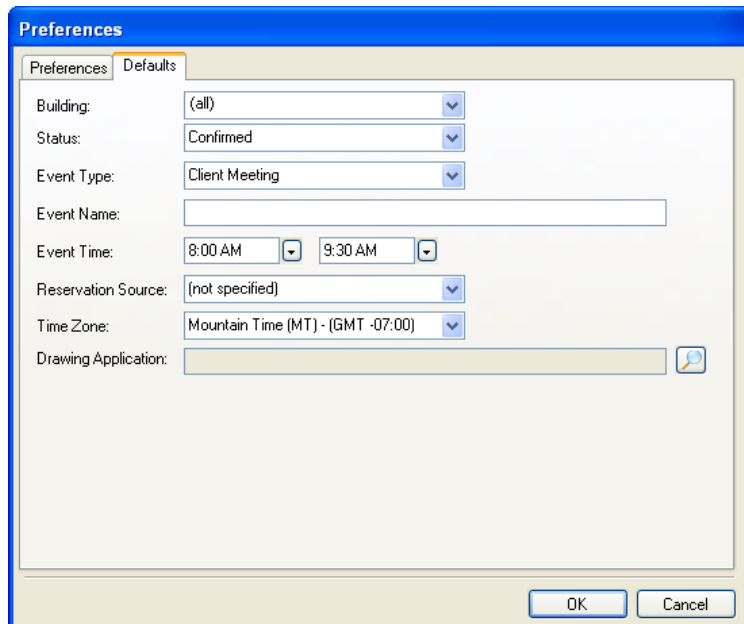 Preferences
Preferences Defaults
Building: (all)
Status: Confirmed
Event Type: Client Meeting
Event Name:
Event Time: 8:00 AM 9:30 AM
Reservation Source: (not specified)
Time Zone: Mountain Time (MT) - (GMT -07:00)
Drawing Application:
OK Cancel